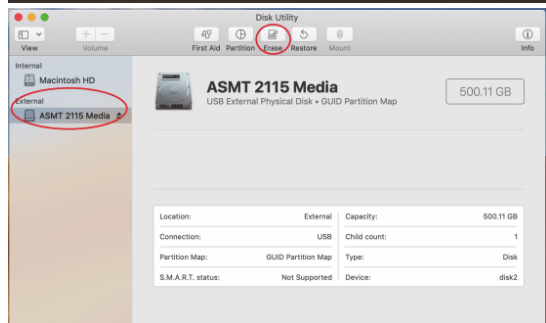 Disk Utility
View
Volume
First Aid
Partition
Erase
Restore
Mount
Info
Internal
Macintosh HD
External
ASMT 2115 Media
ASMT 2115 Media
USB External Physical Disk • GUID Partition Map
500.11 GB
Location: External
Capacity: 500.11 GB
Connection: USB
Child count: 1
Partition Map: GUID Partition Map
Type: Disk
S.M.A.R.T. status: Not Supported
Device: disk2